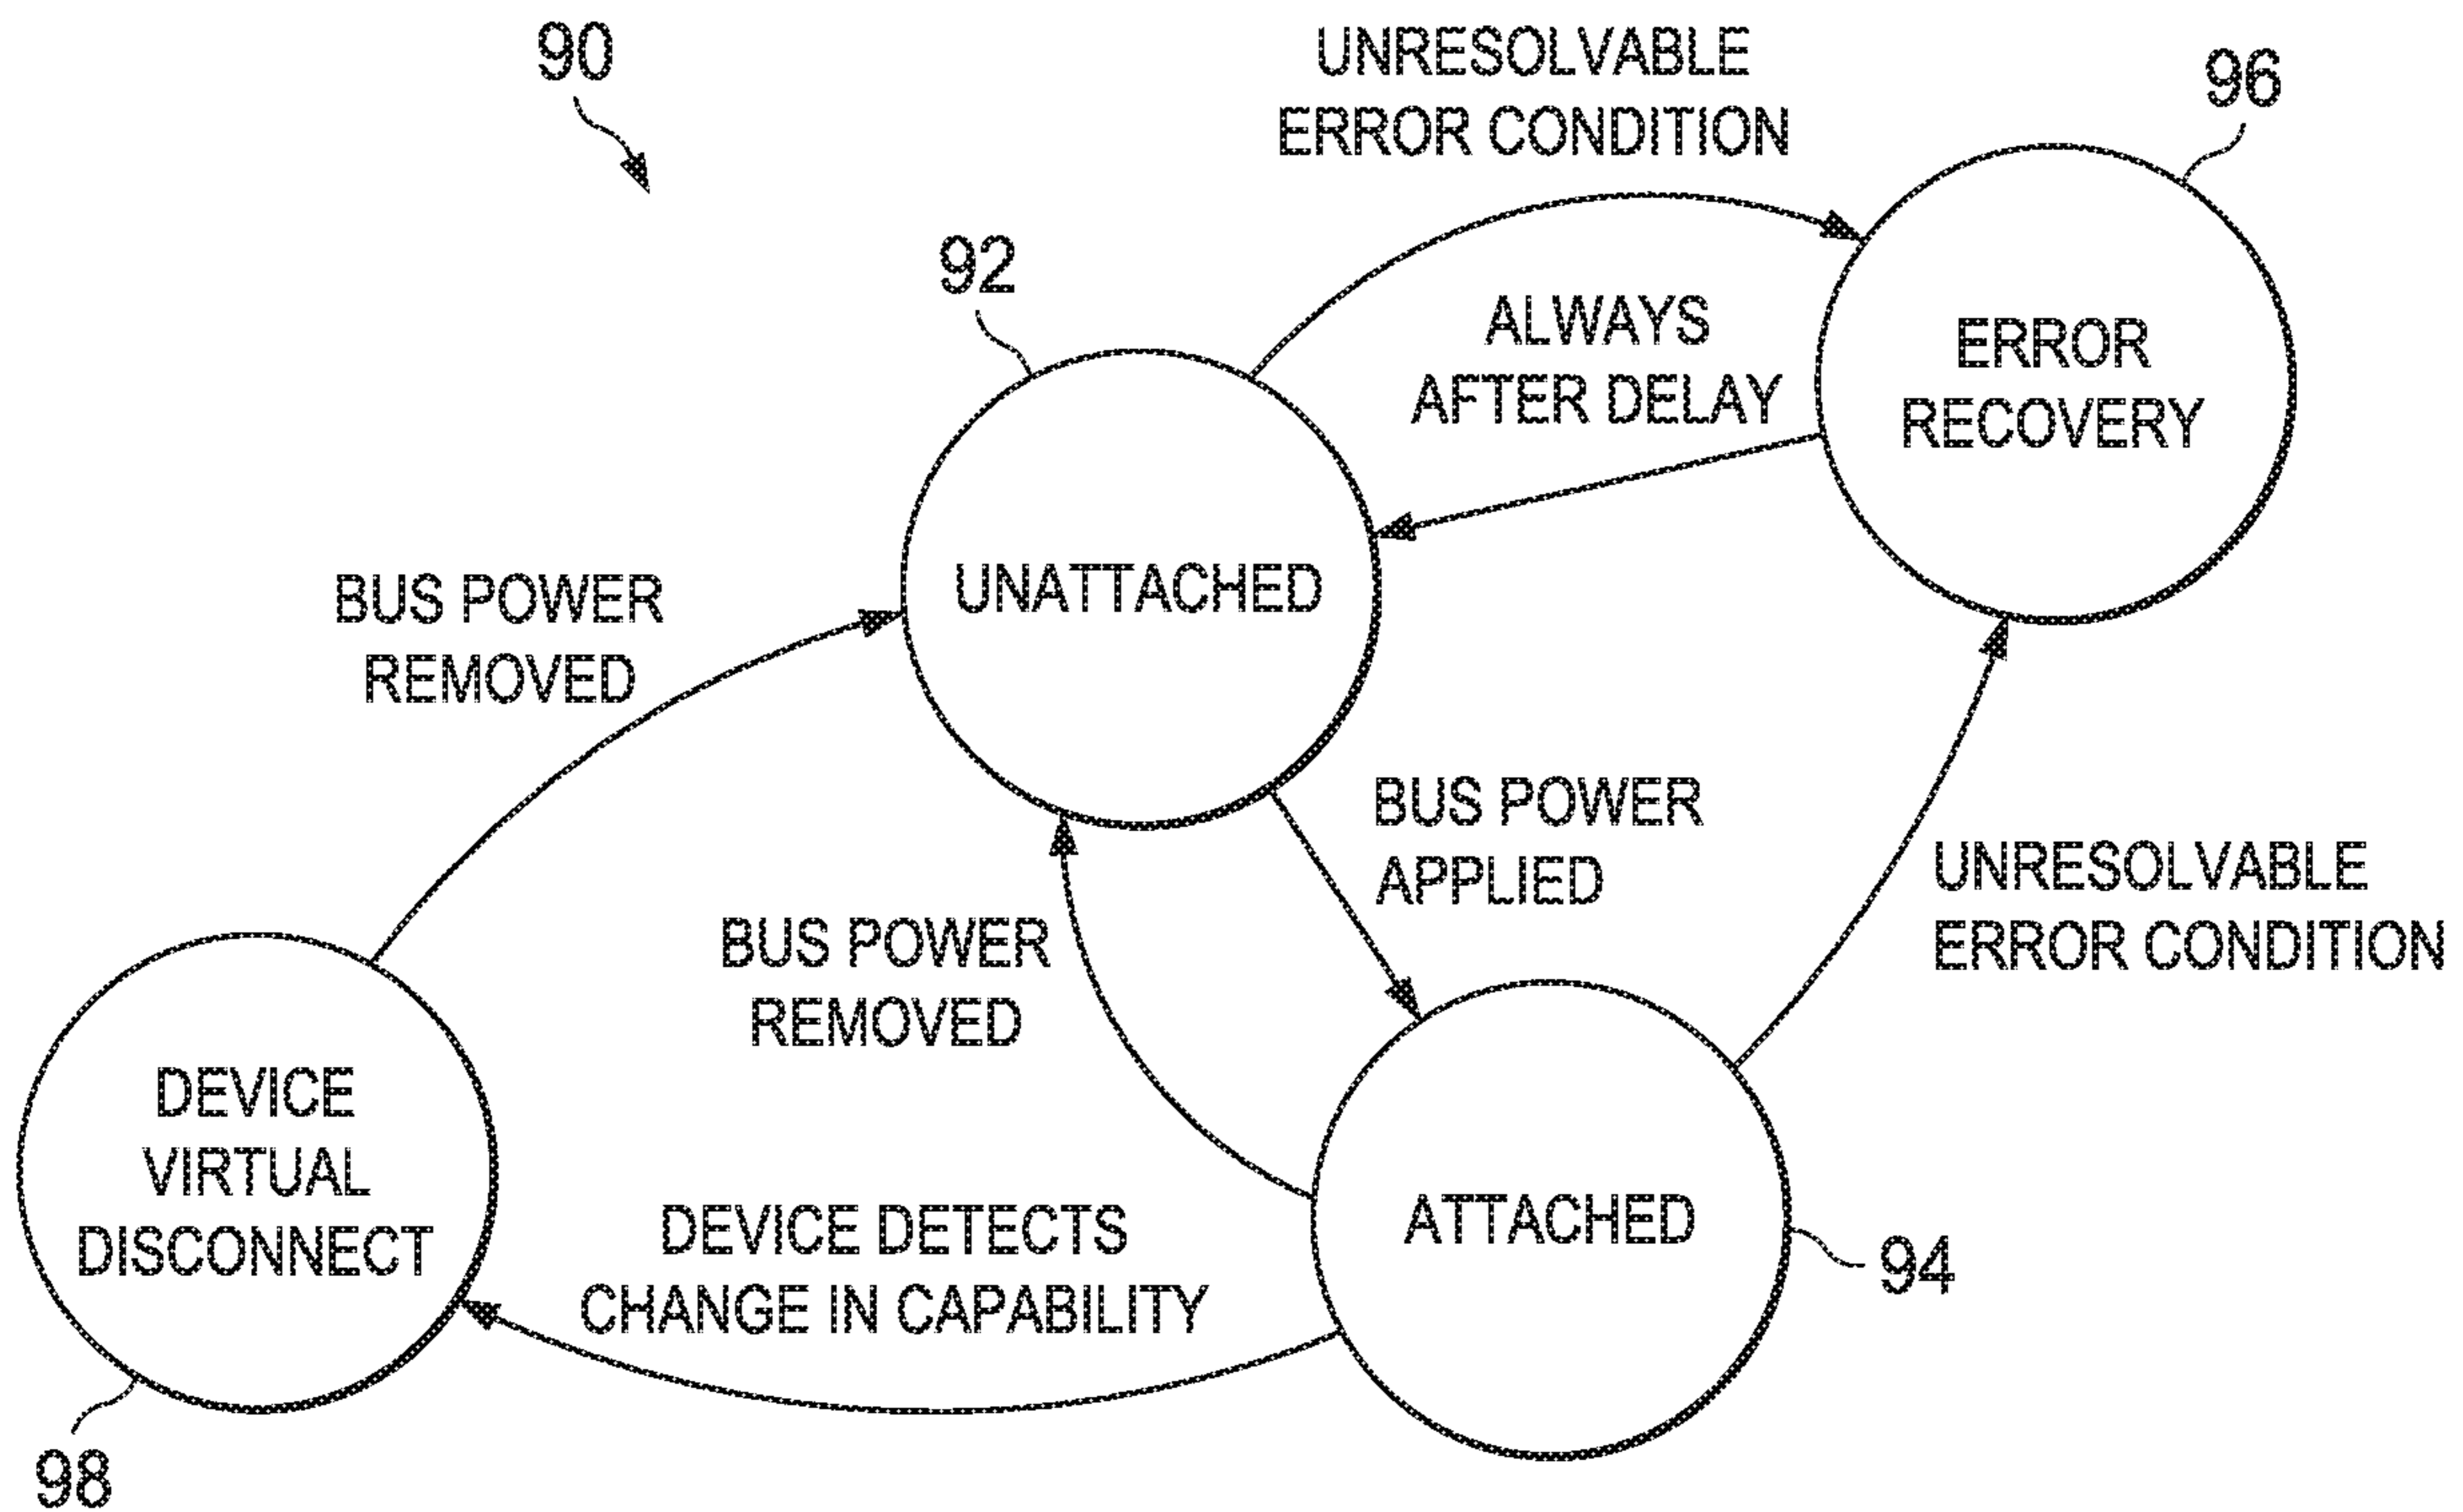 90
UNRESOLVABLE
ERROR CONDITION
96
92
ALWAYS
AFTER DELAY
ERROR
RECOVERY
UNATTACHED
BUS POWER
REMOVED
BUS POWER
APPLIED
UNRESOLVABLE
ERROR CONDITION
BUS POWER
REMOVED
DEVICE
VIRTUAL
DISCONNECT
DEVICE DETECTS
CHANGE IN CAPABILITY
ATTACHED
94
98